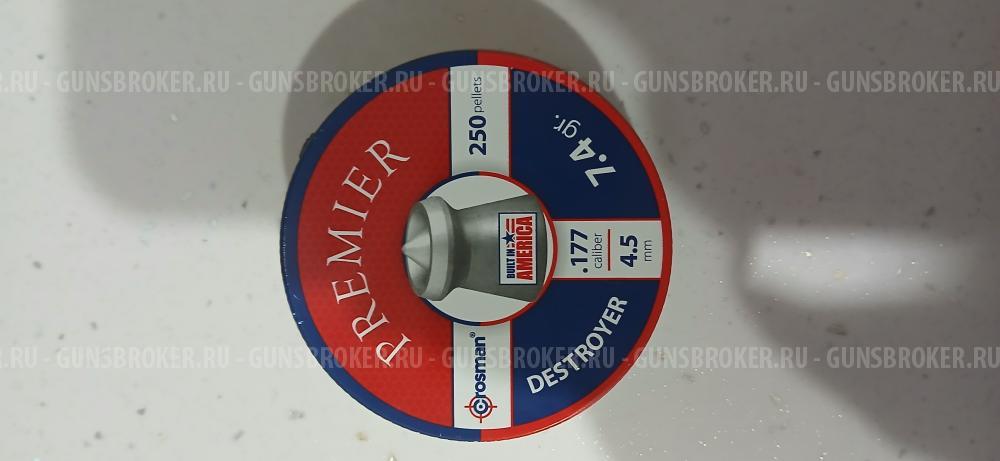 GUNSBROKER.RU - GUNSBROKER.RU - GUNSBROKER.RU - GUNSBROKER.RU - GUNSBROKER.RU
PREMIER
Crosman®
250 pellets
BUILT IN
AMERICA
DESTROYER
.177
caliber
4.5
mm
7.4 gr.
.RU - GUNSBROKER.RU - GUNSBROKER.RU - GUNSBROKER.RU - GUNSBROKER.RU - GUNSBROKER.RU